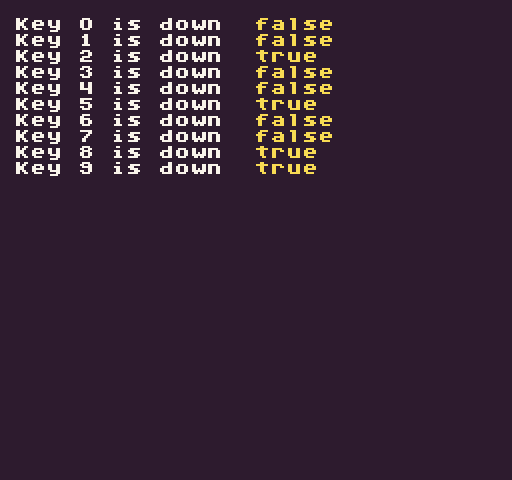 Key 0 is down false
Key 1 is down false
Key 2 is down true
Key 3 is down false
Key 4 is down false
Key 5 is down true
Key 6 is down false
Key 7 is down false
Key 8 is down true
Key 9 is down true